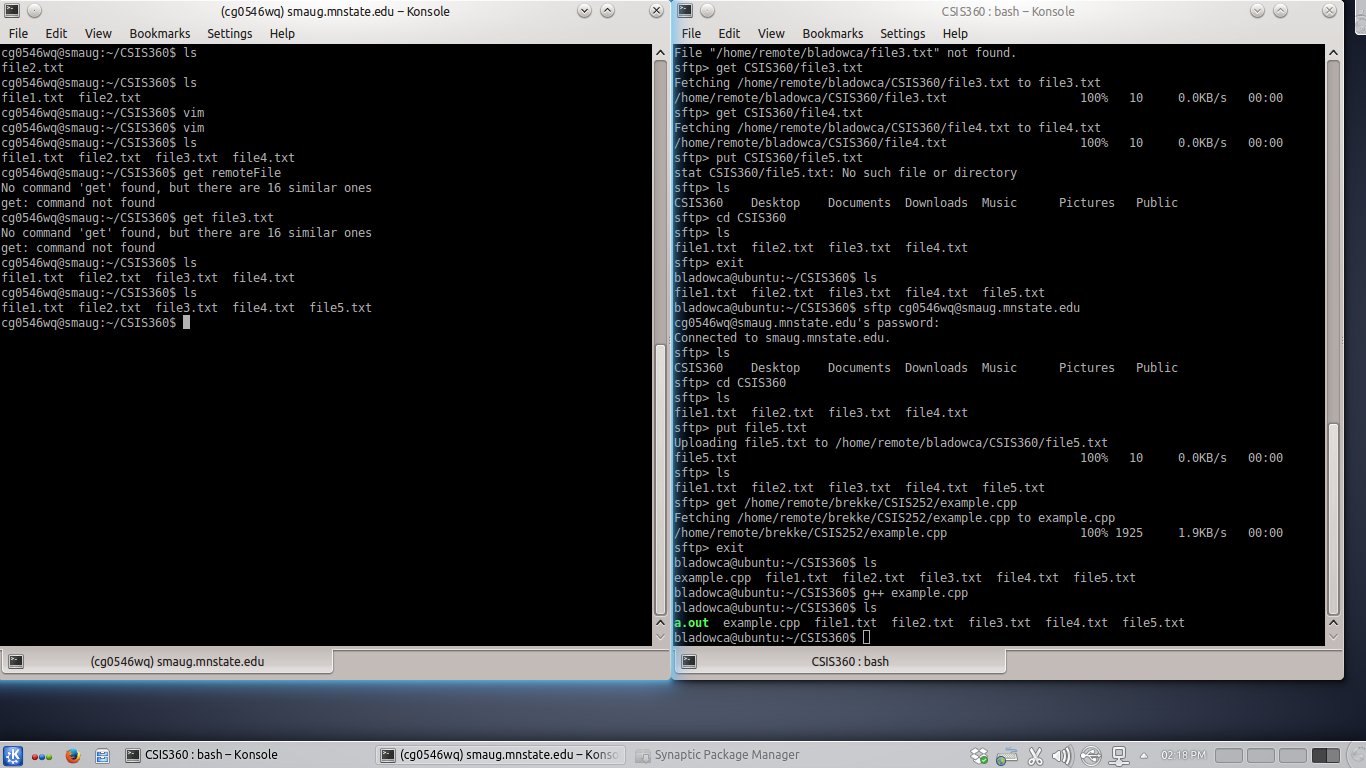 (cg0546wq) smaug.mnstate.edu – Konsole
File Edit View Bookmarks Settings Help
cg0546wq@smaug:~/CSIS360$ ls
file2.txt
cg0546wq@smaug:~/CSIS360$ ls
file1.txt  file2.txt
cg0546wq@smaug:~/CSIS360$ vim
cg0546wq@smaug:~/CSIS360$ vim
cg0546wq@smaug:~/CSIS360$ ls
file1.txt  file2.txt  file3.txt  file4.txt
cg0546wq@smaug:~/CSIS360$ get remoteFile
No command 'get' found, but there are 16 similar ones
get: command not found
cg0546wq@smaug:~/CSIS360$ get file3.txt
No command 'get' found, but there are 16 similar ones
get: command not found
cg0546wq@smaug:~/CSIS360$ ls
file1.txt  file2.txt  file3.txt  file4.txt
cg0546wq@smaug:~/CSIS360$ ls
file1.txt  file2.txt  file3.txt  file4.txt  file5.txt
cg0546wq@smaug:~/CSIS360$
(cg0546wq) smaug.mnstate.edu
CSIS360 : bash – Konsole
File Edit View Bookmarks Settings Help
File "/home/remote/bladowca/file3.txt" not found.
sftp> get CSIS360/file3.txt
Fetching /home/remote/bladowca/CSIS360/file3.txt to file3.txt
/home/remote/bladowca/CSIS360/file3.txt 100% 10 0.0KB/s 00:00
sftp> get CSIS360/file4.txt
Fetching /home/remote/bladowca/CSIS360/file4.txt to file4.txt
/home/remote/bladowca/CSIS360/file4.txt 100% 10 0.0KB/s 00:00
sftp> put CSIS360/file5.txt
stat CSIS360/file5.txt: No such file or directory
sftp> ls
CSIS360 Desktop Documents Downloads Music Pictures Public
sftp> cd CSIS360
sftp> ls
file1.txt  file2.txt  file3.txt  file4.txt
sftp> exit
bladowca@ubuntu:~/CSIS360$ ls
file1.txt  file2.txt  file3.txt  file4.txt  file5.txt
bladowca@ubuntu:~/CSIS360$ sftp cg0546wq@smaug.mnstate.edu
cg0546wq@smaug.mnstate.edu's password:
Connected to smaug.mnstate.edu.
sftp> ls
CSIS360 Desktop Documents Downloads Music Pictures Public
sftp> cd CSIS360
sftp> ls
file1.txt  file2.txt  file3.txt  file4.txt
sftp> put file5.txt
Uploading file5.txt to /home/remote/bladowca/CSIS360/file5.txt
file5.txt 100% 10 0.0KB/s 00:00
sftp> ls
file1.txt  file2.txt  file3.txt  file4.txt  file5.txt
sftp> get /home/remote/brekke/CSIS252/example.cpp
Fetching /home/remote/brekke/CSIS252/example.cpp to example.cpp
/home/remote/brekke/CSIS252/example.cpp 100% 1925 1.9KB/s 00:00
sftp> exit
bladowca@ubuntu:~/CSIS360$ ls
example.cpp  file1.txt  file2.txt  file3.txt  file4.txt  file5.txt
bladowca@ubuntu:~/CSIS360$ g++ example.cpp
bladowca@ubuntu:~/CSIS360$ ls
a.out  example.cpp  file1.txt  file2.txt  file3.txt  file4.txt  file5.txt
bladowca@ubuntu:~/CSIS360$
CSIS360 : bash
CSIS360 : bash – Konsole (cg0546wq) smaug.mnstate.edu – Konso Synaptic Package Manager 02:18 PM